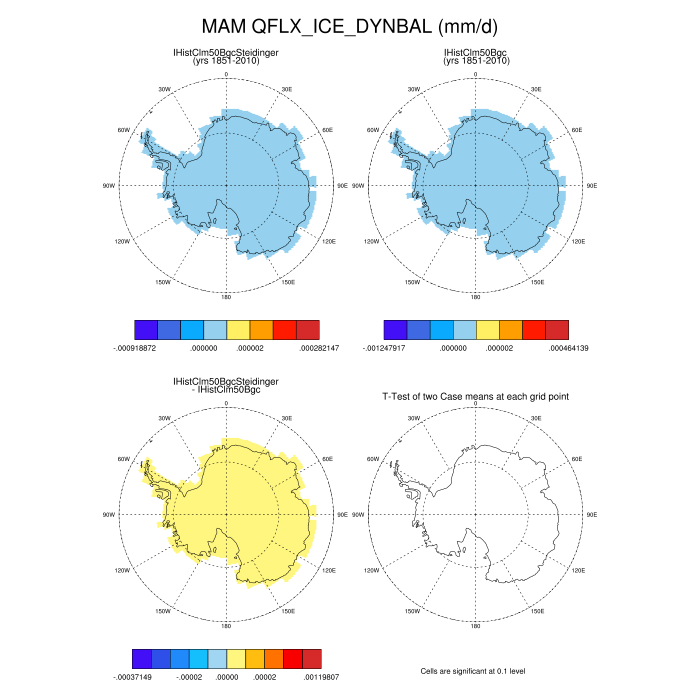 MAM QFLX_ICE_DYNBAL (mm/d)
IHistClm50BgcSteidinger
(yrs 1851-2010)
IHistClm50Bgc
(yrs 1851-2010)
0
30W 30E
60W 60E
90W 90E
120W 120E
150W 150E
180
0
30W 30E
60W 60E
90W 90E
120W 120E
150W 150E
180
-.000918872 .000000 .000002 .000282147
-.001247917 .000000 .000002 .000464139
IHistClm50BgcSteidinger
- IHistClm50Bgc
T-Test of two Case means at each grid point
0
30W 30E
60W 60E
90W 90E
120W 120E
150W 150E
180
0
30W 30E
60W 60E
90W 90E
120W 120E
150W 150E
180
-.00037149 -.00002 .00000 .00002 .00119807
Cells are significant at 0.1 level